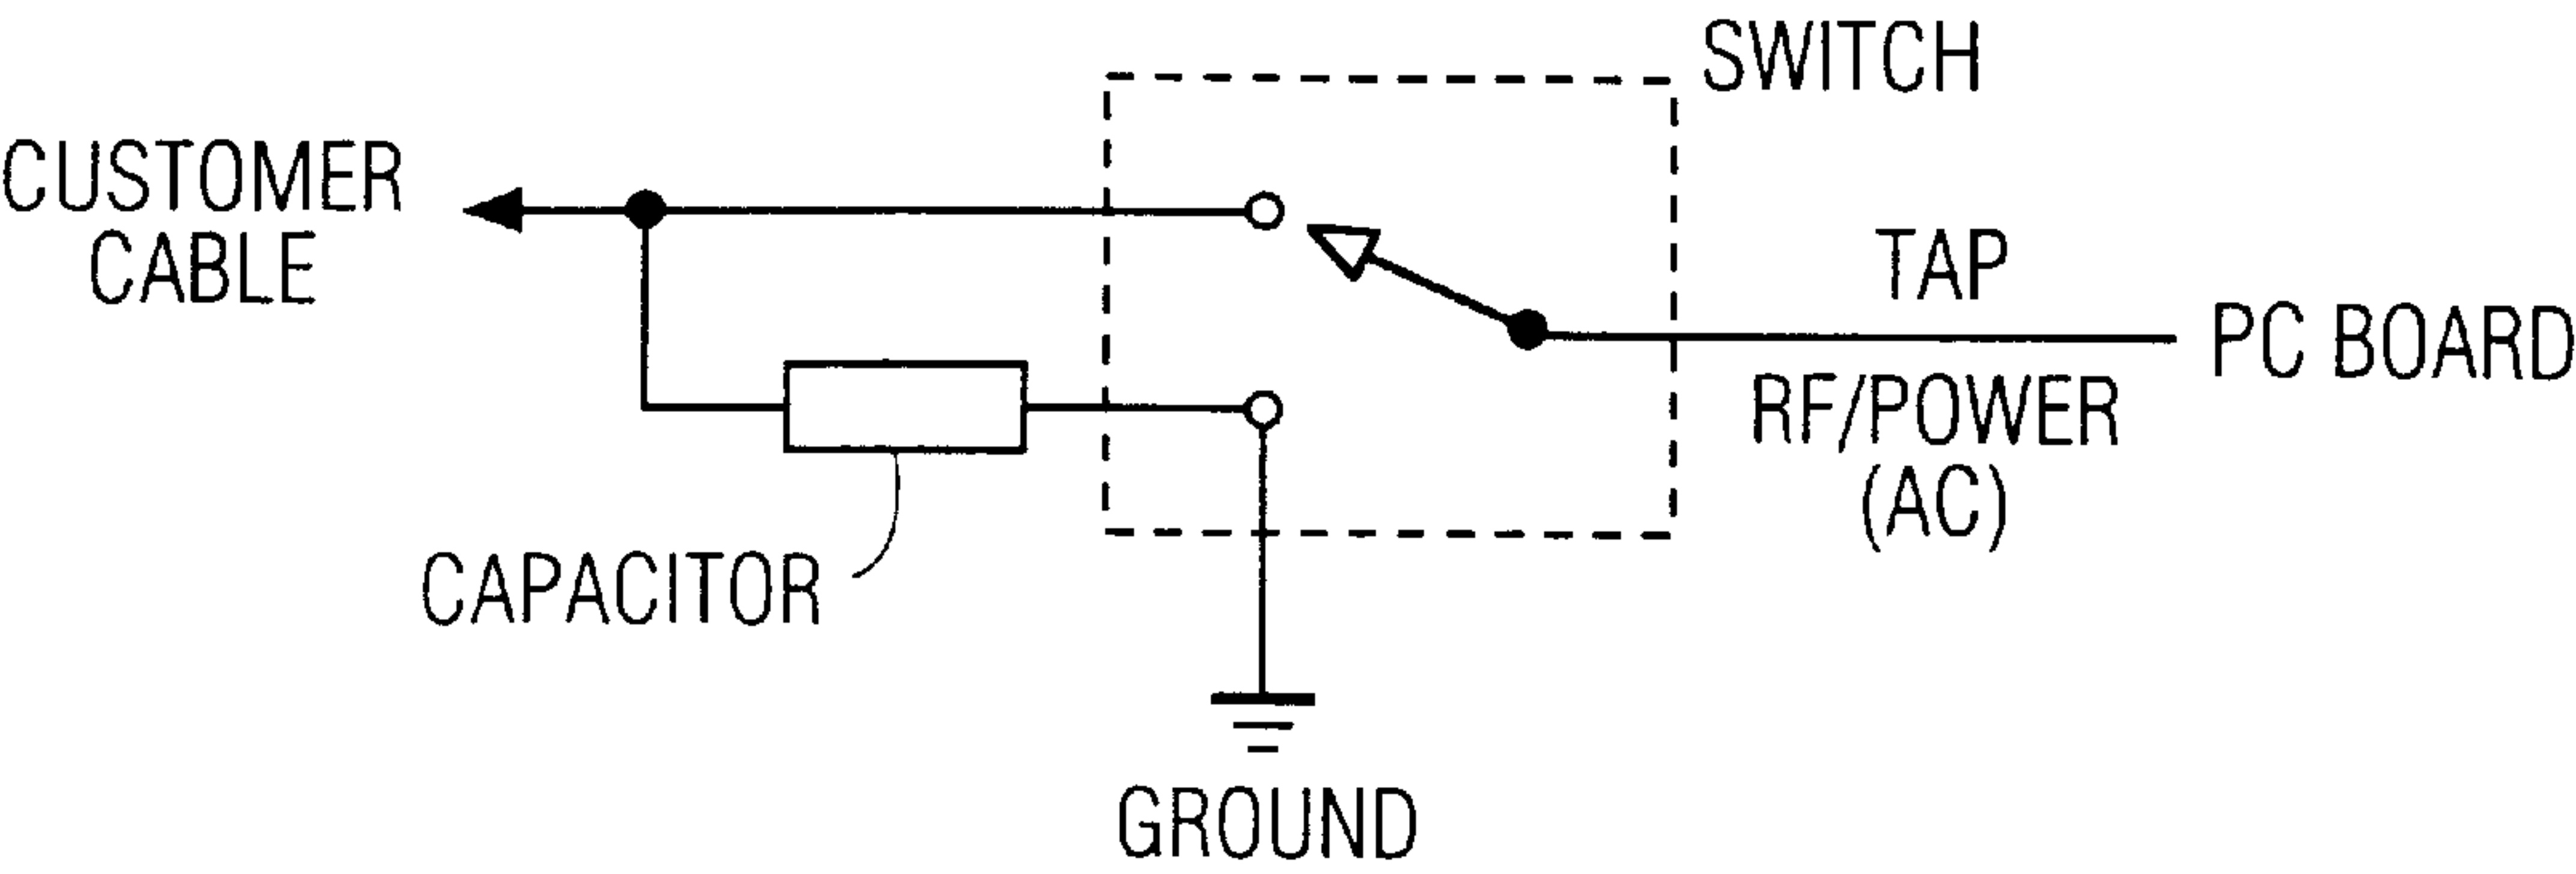 SWITCH
CUSTOMER
CABLE
TAP
PC BOARD
RF/POWER
(AC)
CAPACITOR
GROUND